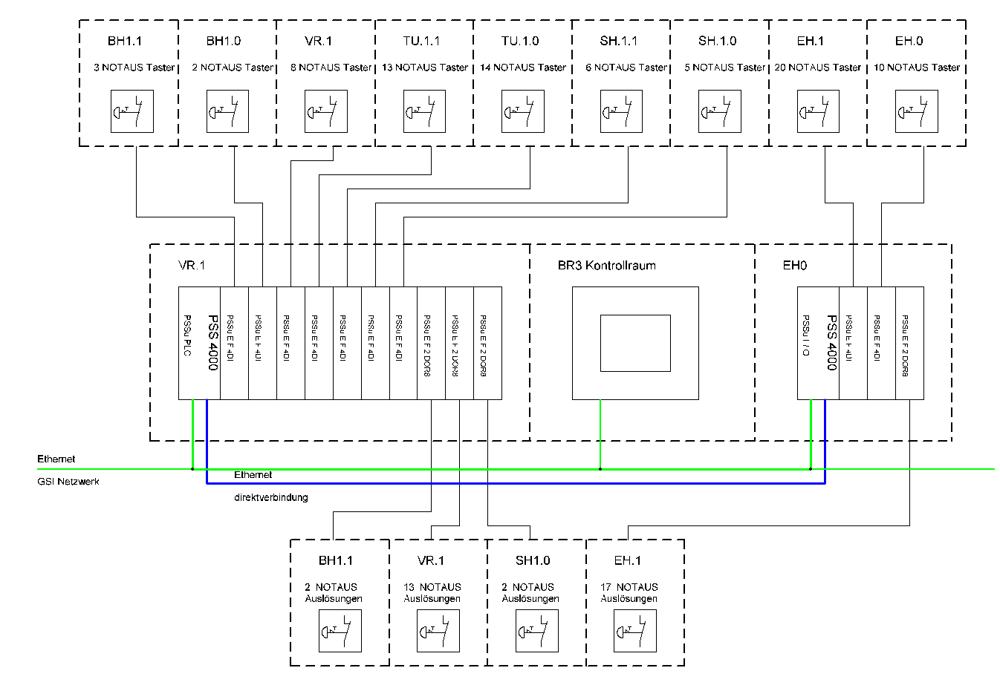 BH1.1
BH1.0
VR.1
TU.1.1
TU.1.0
SH.1.1
SH.1.0
EH.1
EH.0
3 NOTAUS Taster
2 NOTAUS Taster
8 NOTAUS Taster
13 NOTAUS Taster
14 NOTAUS Taster
6 NOTAUS Taster
5 NOTAUS Taster
20 NOTAUS Taster
10 NOTAUS Taster
VR.1
BR3 Kontrollraum
EH0
PSSu PLC
PSS 4000
PSSu E F 4DI
PSSu E F 4DI
PSSu E F 4DI
PSSu E F 4DI
PSSu E F 4DI
PSSu E F 4DI
PSSu E F 4DI
PSSu E F 2 DOR8
PSSu E F 2 DOR8
PSSu E F 2 DOR8
PSSu I / O
PSS 4000
PSSu E F 4DI
PSSu E F 4DI
PSSu E F 2 DOR8
Ethernet
GSI Netzwerk
Ethernet
direktverbindung
BH1.1
VR.1
SH1.0
EH.1
2 NOTAUS
Auslösungen
13 NOTAUS
Auslösungen
2 NOTAUS
Auslösungen
17 NOTAUS
Auslösungen